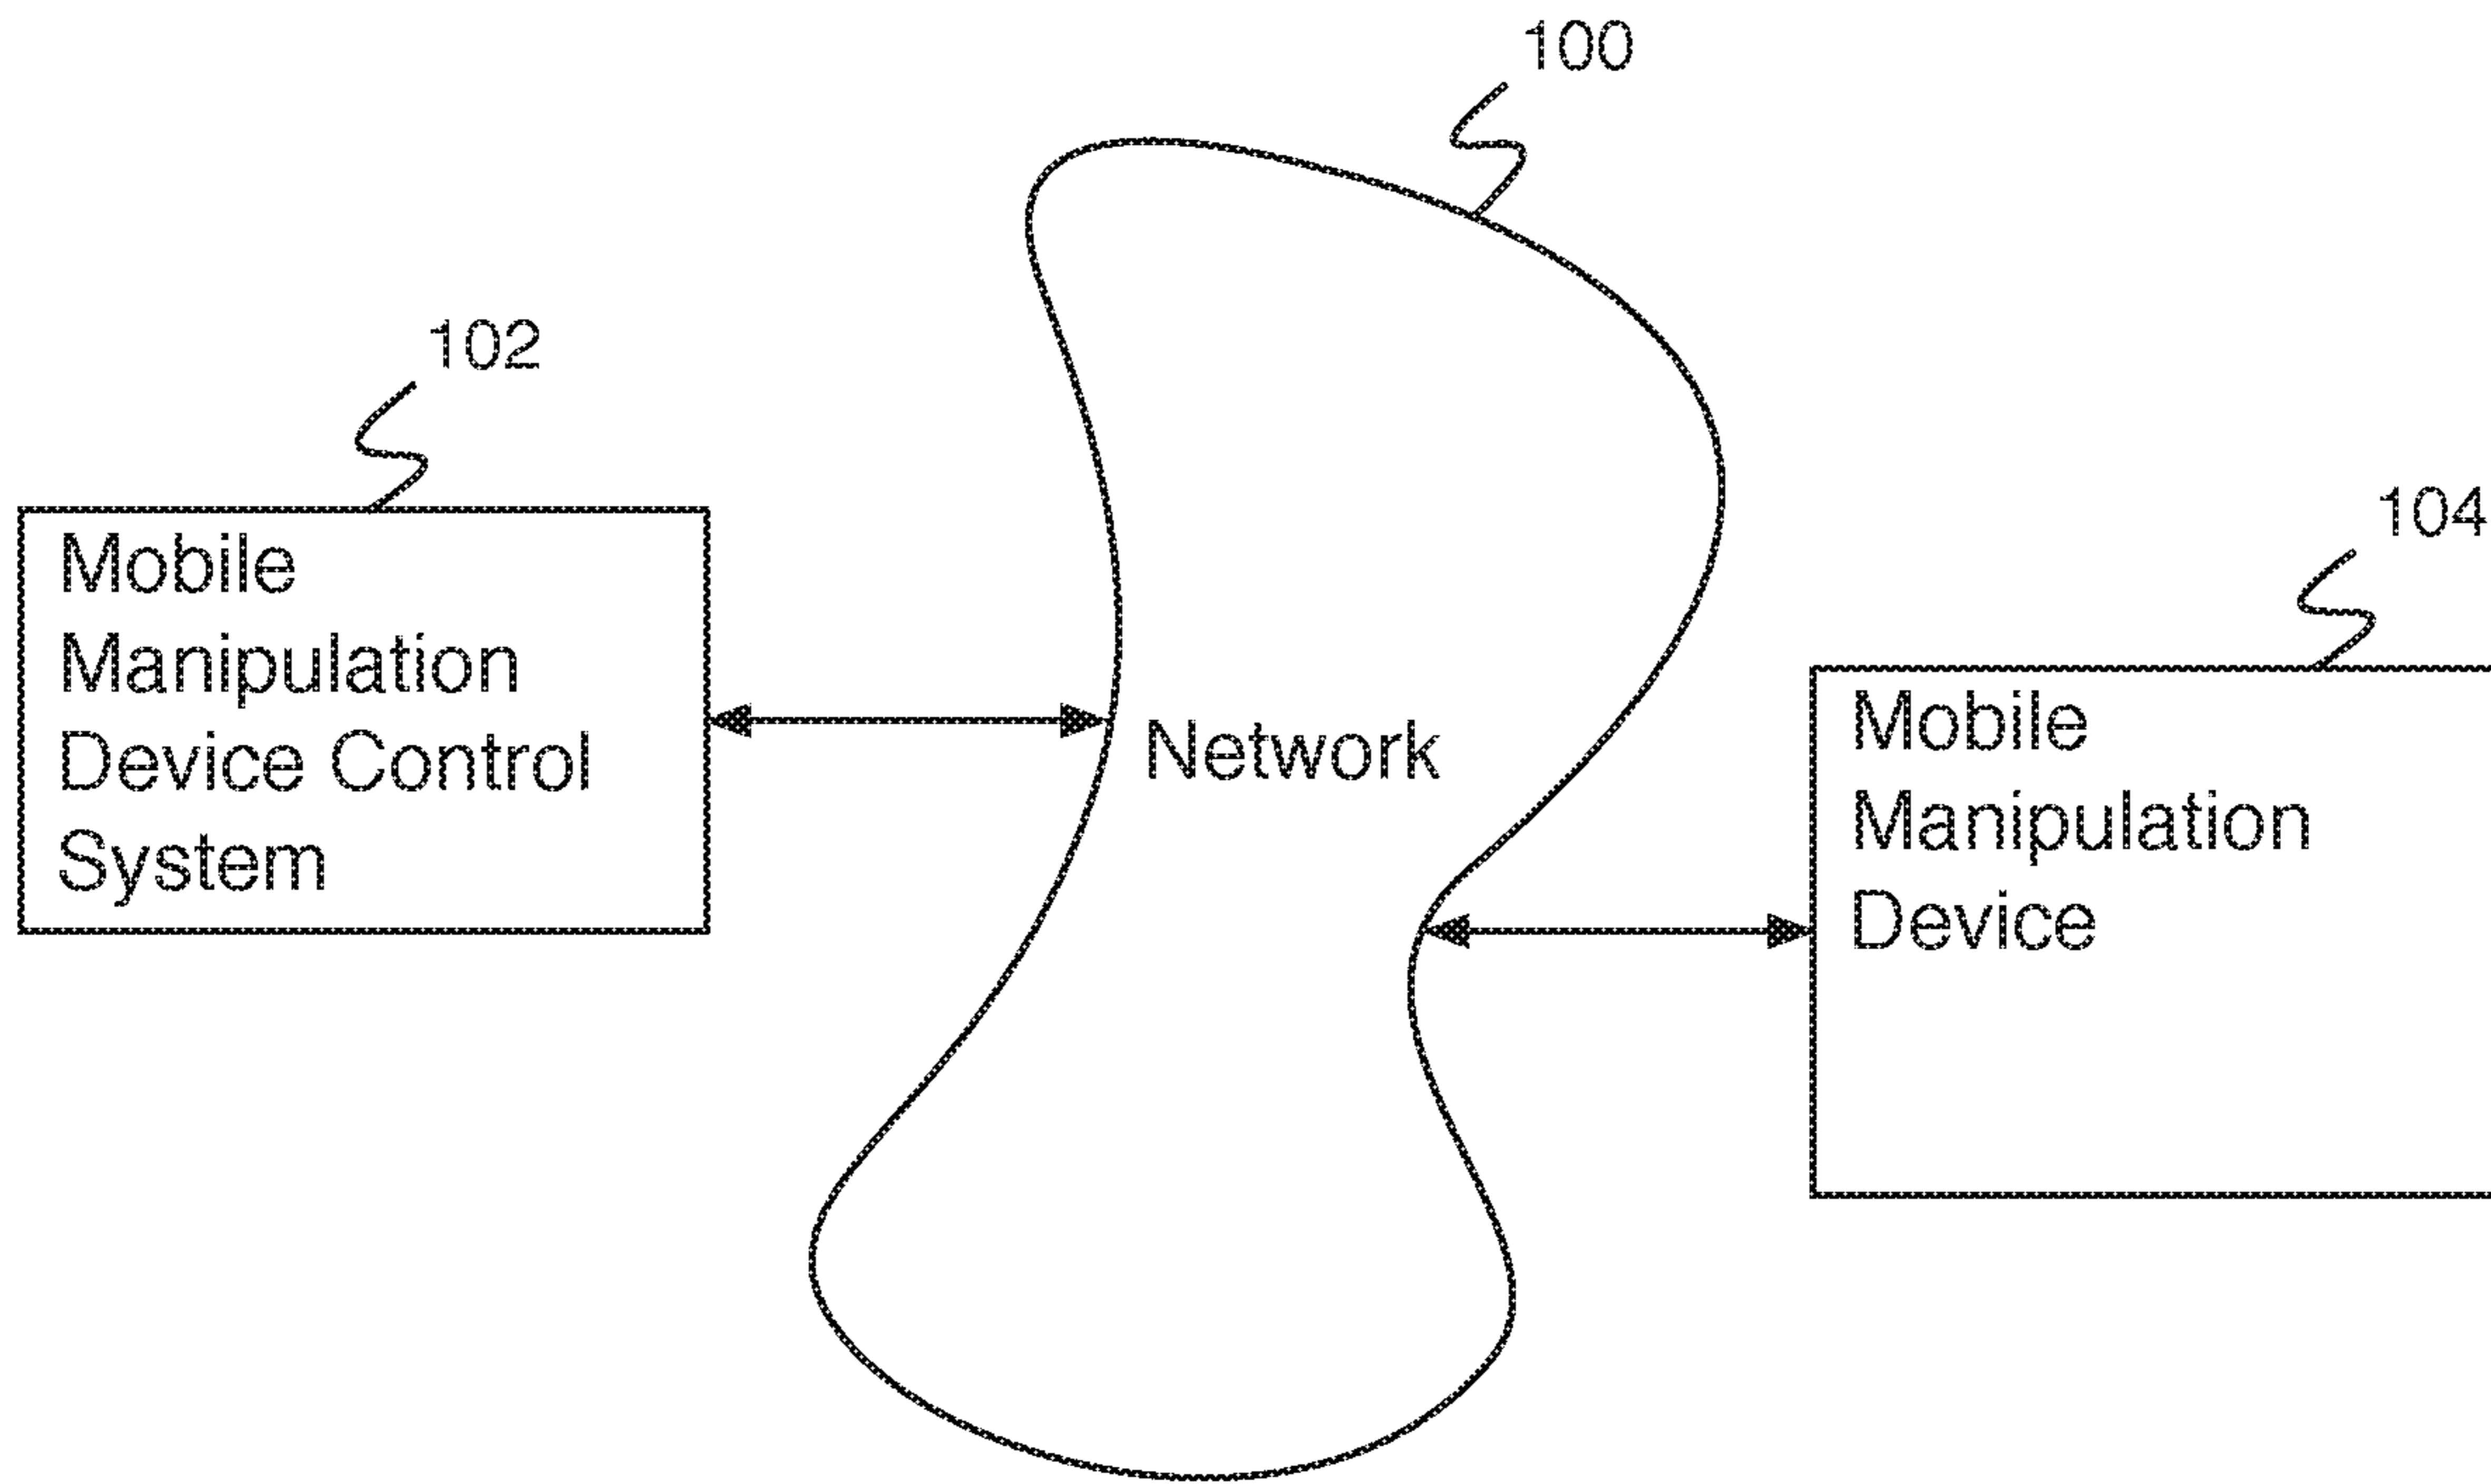 100
102
Mobile
Manipulation
Device Control
System
Network
104
Mobile
Manipulation
Device